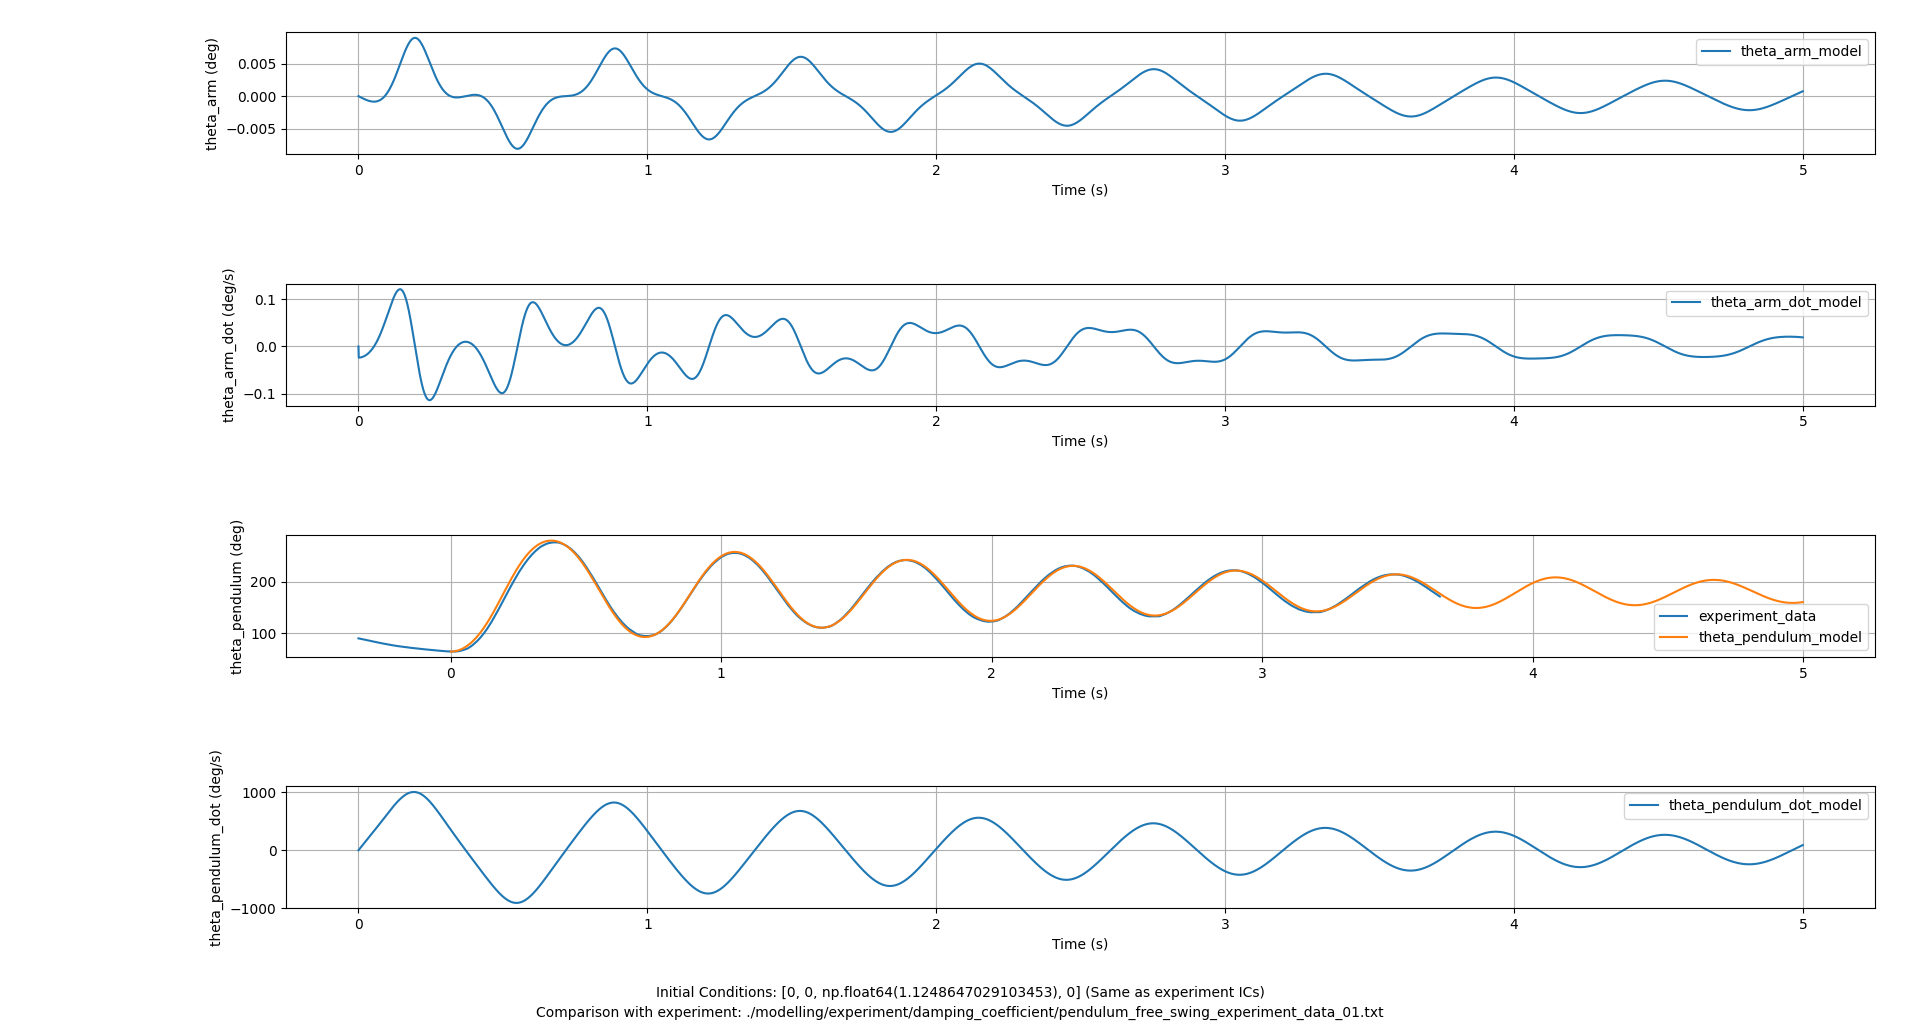 theta_arm (deg)
0.005
0.000
−0.005
theta_arm_model
0 1 2 3 4 5
Time (s)
theta_arm_dot (deg/s)
0.1
0.0
−0.1
theta_arm_dot_model
0 1 2 3 4 5
Time (s)
theta_pendulum (deg)
200
100
experiment_data
theta_pendulum_model
0 1 2 3 4 5
Time (s)
theta_pendulum_dot (deg/s)
1000
0
−1000
theta_pendulum_dot_model
0 1 2 3 4 5
Time (s)
Initial Conditions: [0, 0, np.float64(1.1248647029103453), 0] (Same as experiment ICs)
Comparison with experiment: ./modelling/experiment/damping_coefficient/pendulum_free_swing_experiment_data_01.txt